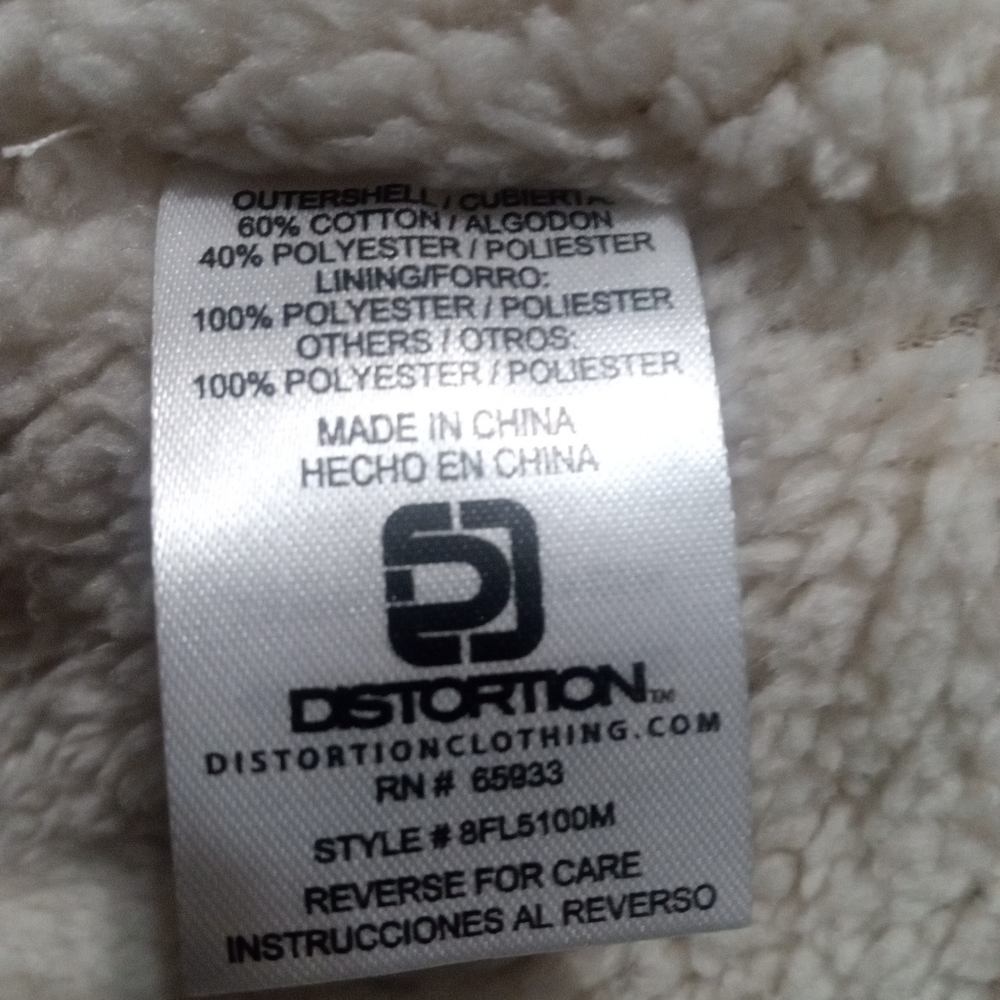 OUTERSHELL / CUBIERTA
60% COTTON / ALGODON
40% POLYESTER / POLIESTER
LINING/FORRO:
100% POLYESTER / POLIESTER
OTHERS / OTROS:
100% POLYESTER / POLIESTER
MADE IN CHINA
HECHO EN CHINA
DISTORTION™
DISTORTIONCLOTHING.COM
RN # 65933
STYLE # 8FL5100M
REVERSE FOR CARE
INSTRUCCIONES AL REVERSO